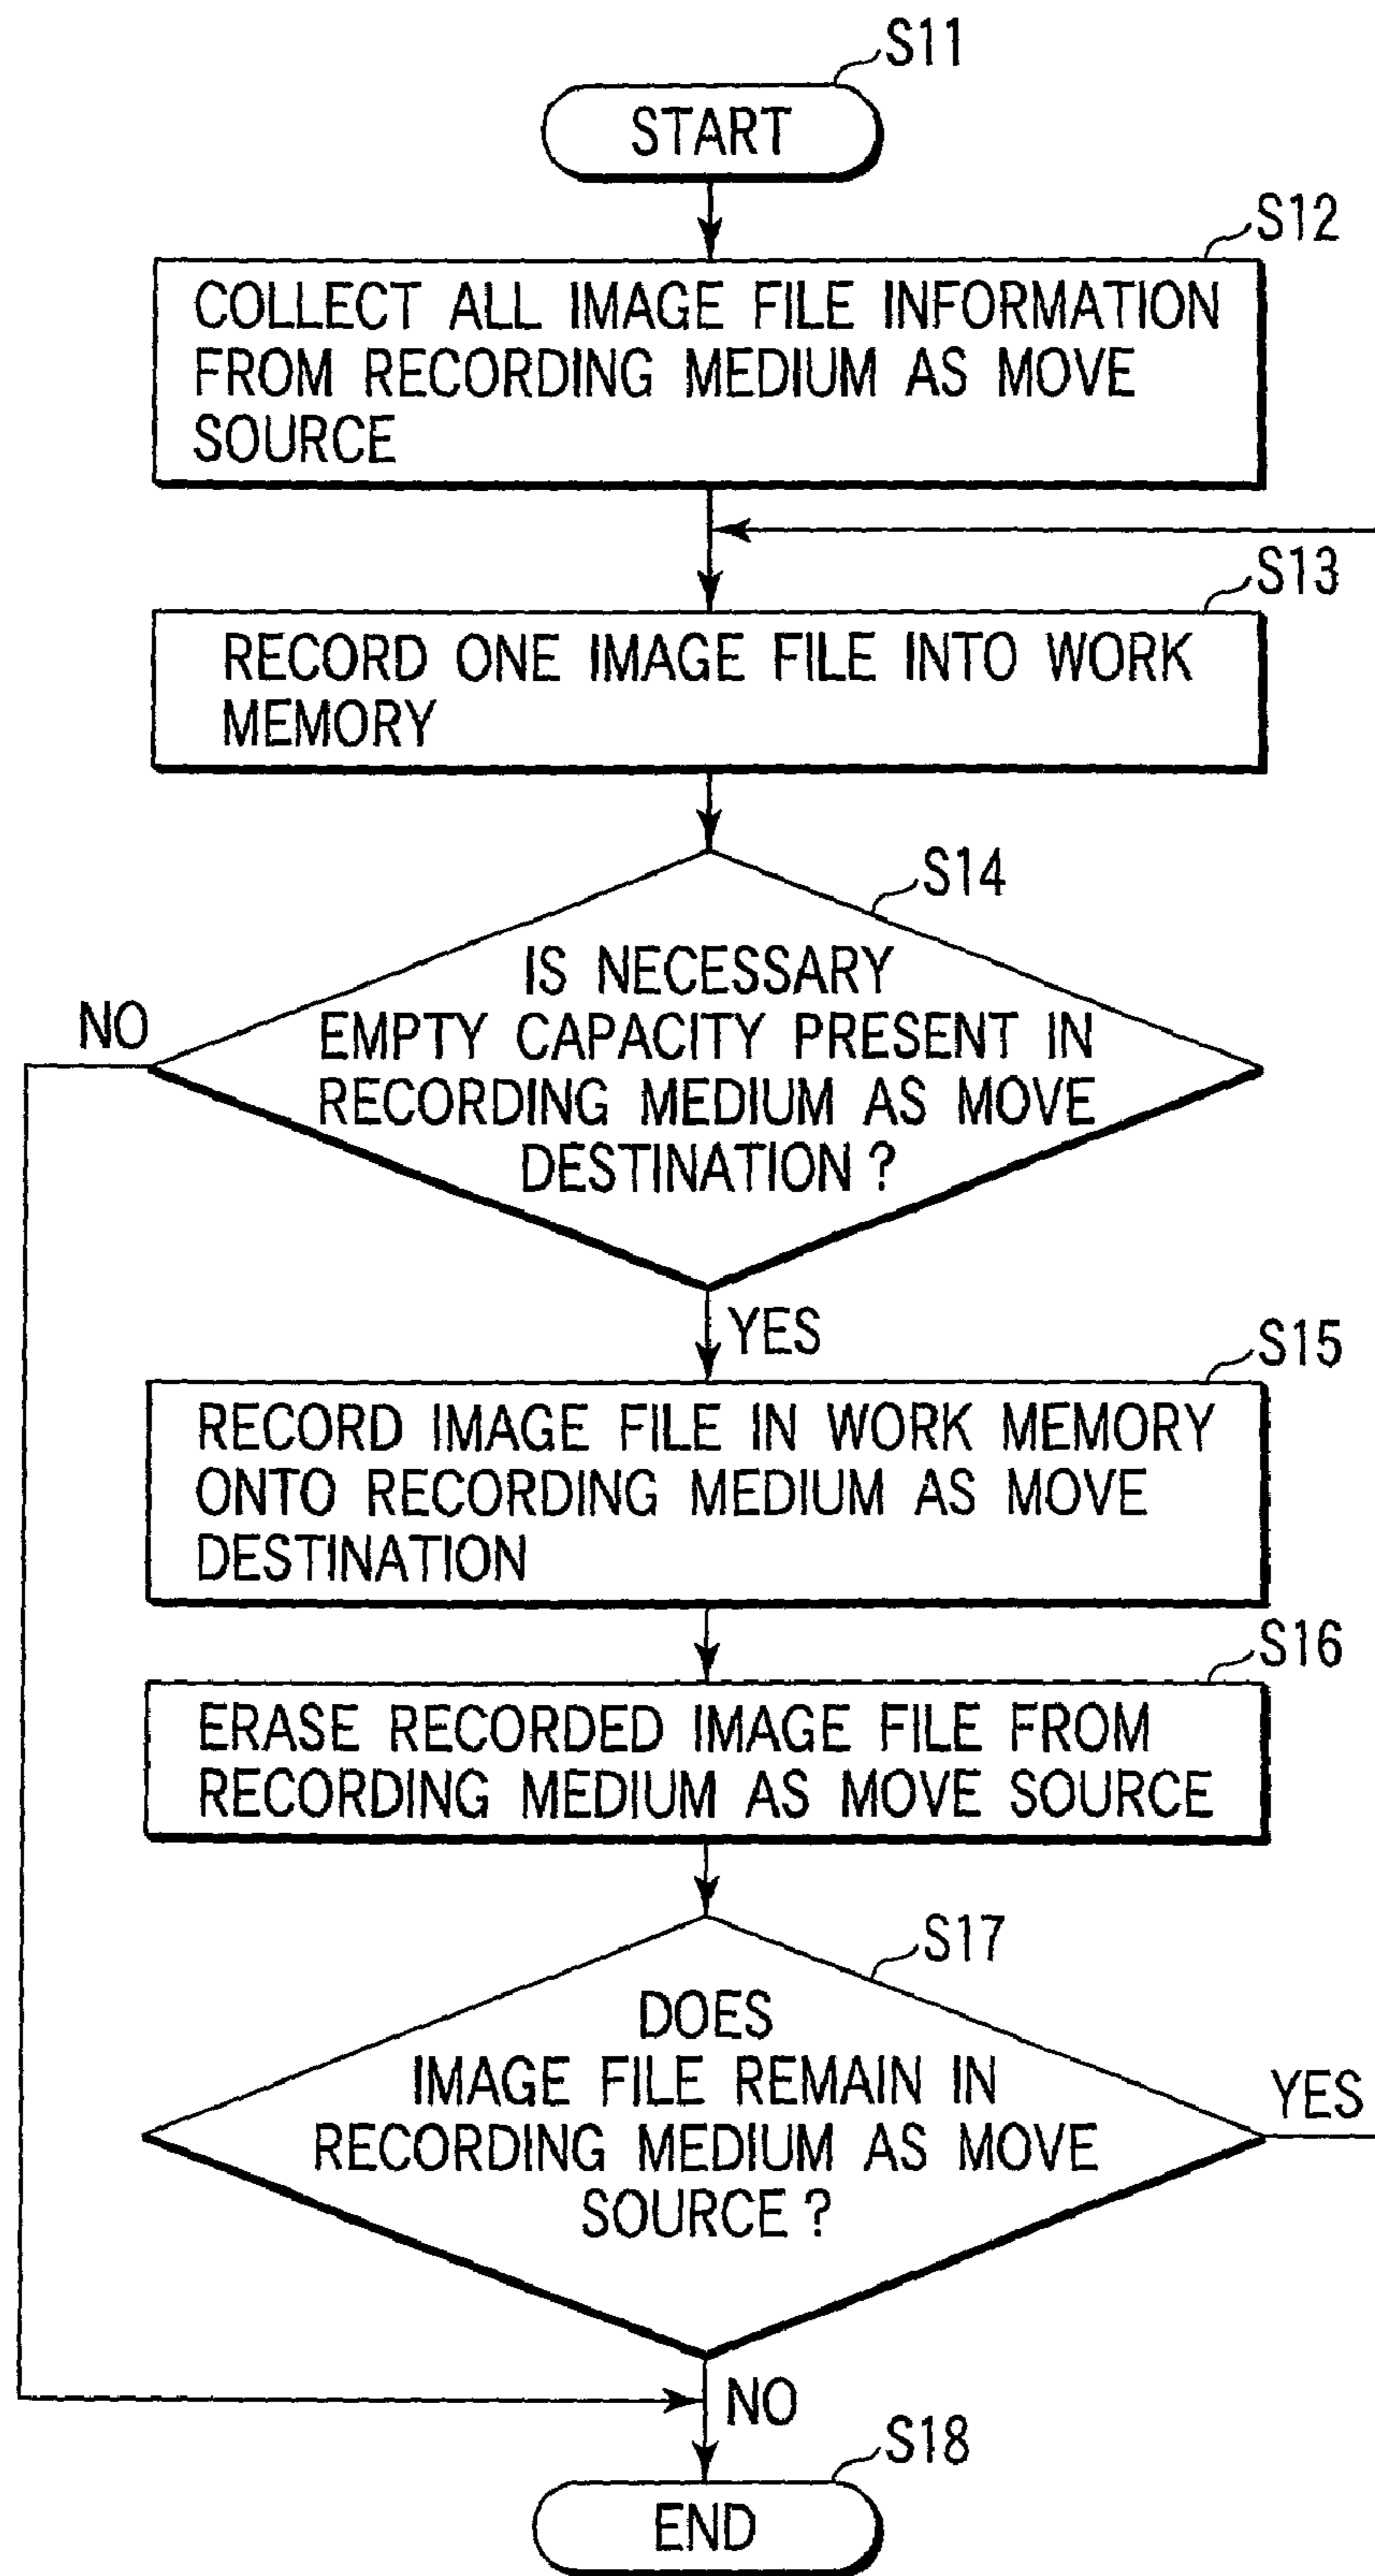 S11
START
S12
COLLECT ALL IMAGE FILE INFORMATION
FROM RECORDING MEDIUM AS MOVE
SOURCE
S13
RECORD ONE IMAGE FILE INTO WORK
MEMORY
S14
IS NECESSARY
EMPTY CAPACITY PRESENT IN
RECORDING MEDIUM AS MOVE
DESTINATION?
NO
YES
S15
RECORD IMAGE FILE IN WORK MEMORY
ONTO RECORDING MEDIUM AS MOVE
DESTINATION
S16
ERASE RECORDED IMAGE FILE FROM
RECORDING MEDIUM AS MOVE SOURCE
S17
DOES
IMAGE FILE REMAIN IN
RECORDING MEDIUM AS MOVE
SOURCE?
YES
NO
S18
END